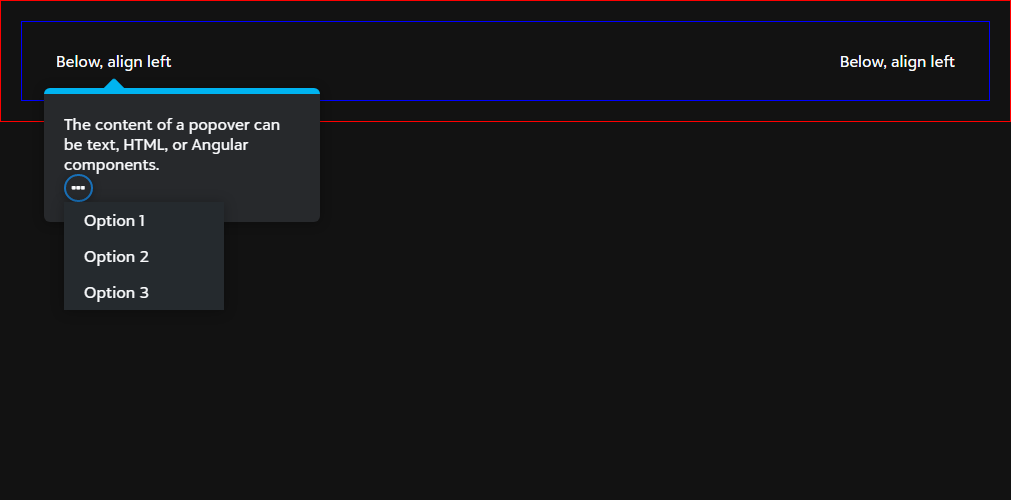 Below, align left
Below, align left
The content of a popover can
be text, HTML, or Angular
components.
Option 1
Option 2
Option 3